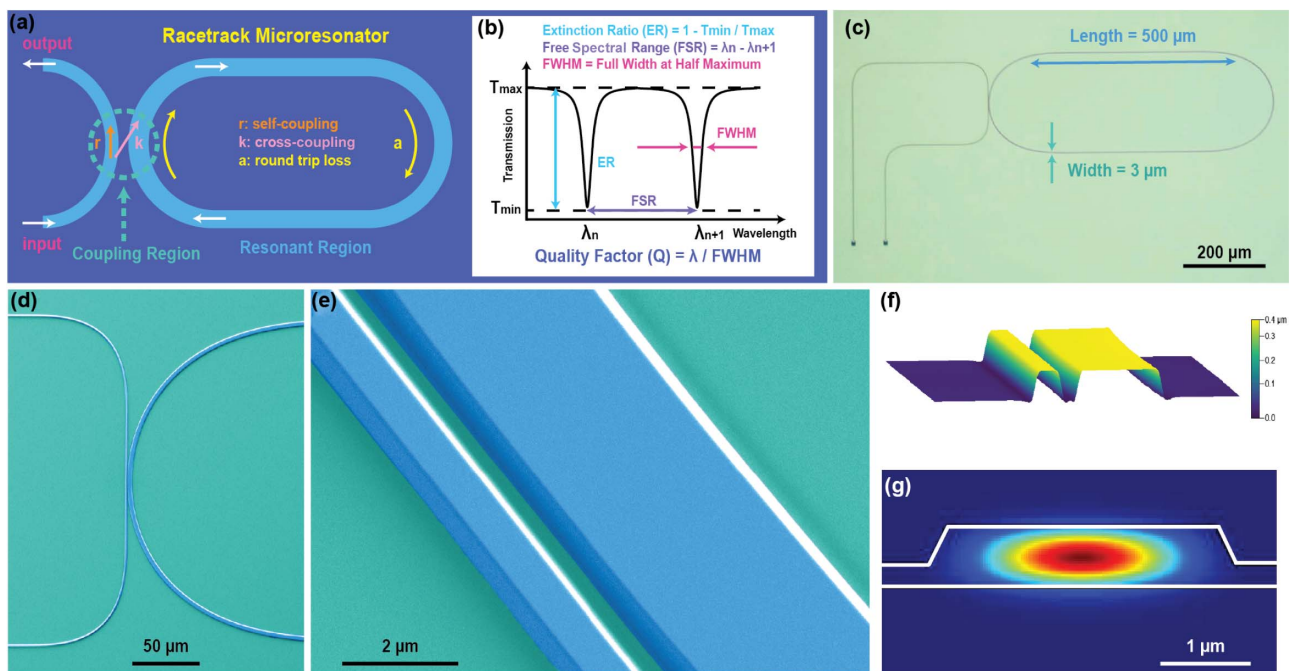 (a)
Racetrack Microresonator
output
r: self-coupling
k: cross-coupling
a: round trip loss
r
k
a
input
Coupling Region
Resonant Region
(b)
Extinction Ratio (ER) = 1 - Tmin / Tmax
Free Spectral Range (FSR) = λn - λn+1
FWHM = Full Width at Half Maximum
Tmax
Transmission
FWHM
ER
FSR
Tmin
λn
λn+1
Wavelength
Quality Factor (Q) = λ / FWHM
(c)
Length = 500 µm
Width = 3 µm
200 µm
(d)
50 µm
(e)
2 µm
(f)
0.4 µm
0.3
0.2
0.1
0.0
(g)
1 µm